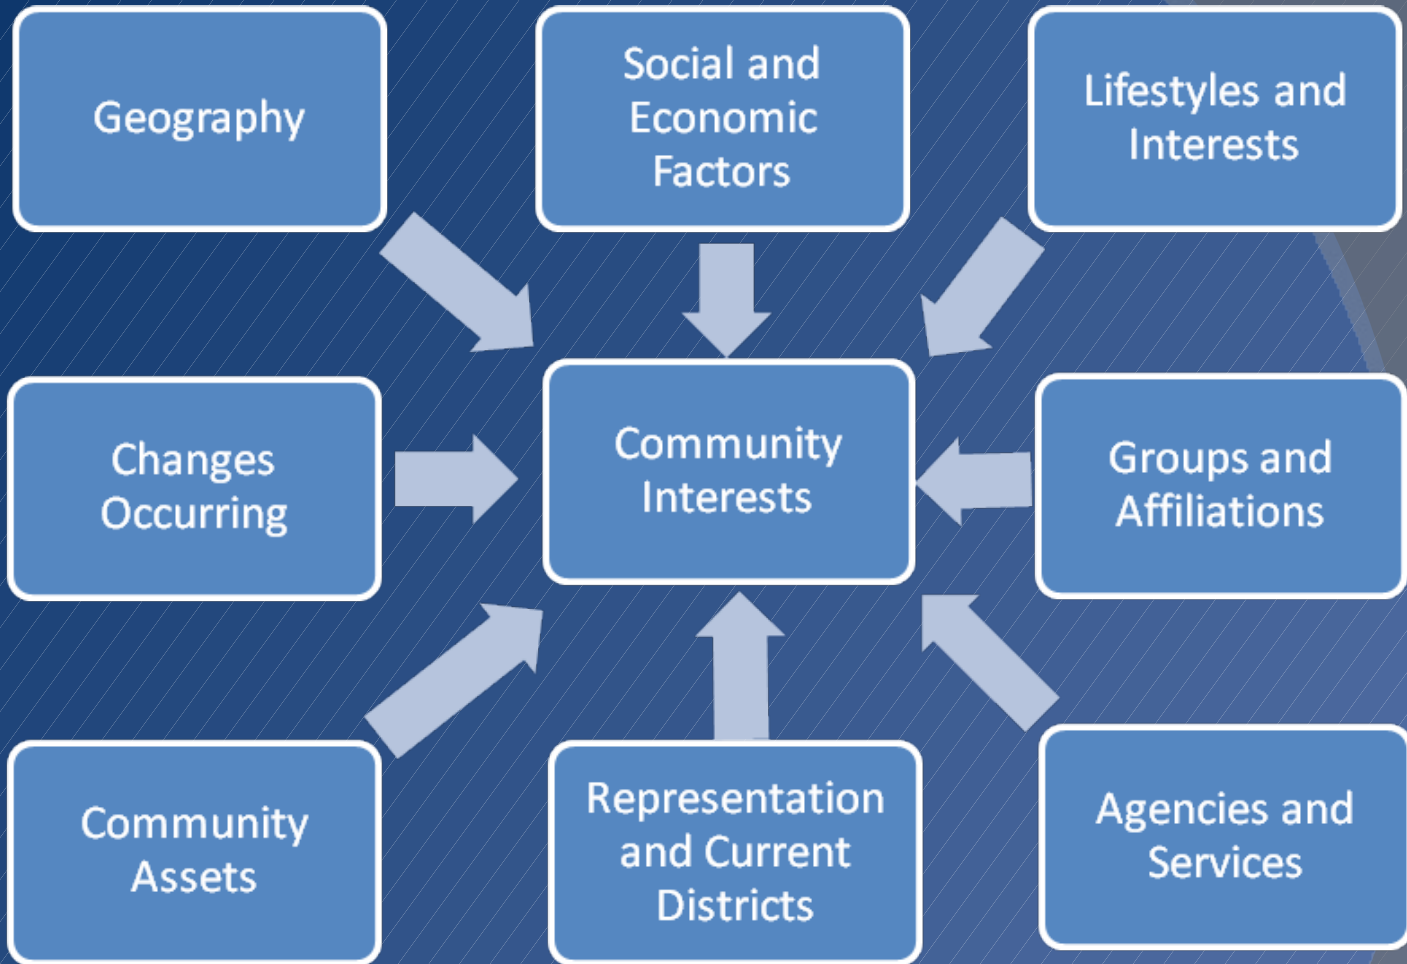 Geography
Social and
Economic
Factors
Lifestyles and
Interests
Changes
Occurring
Community
Interests
Groups and
Affiliations
Community
Assets
Representation
and Current
Districts
Agencies and
Services